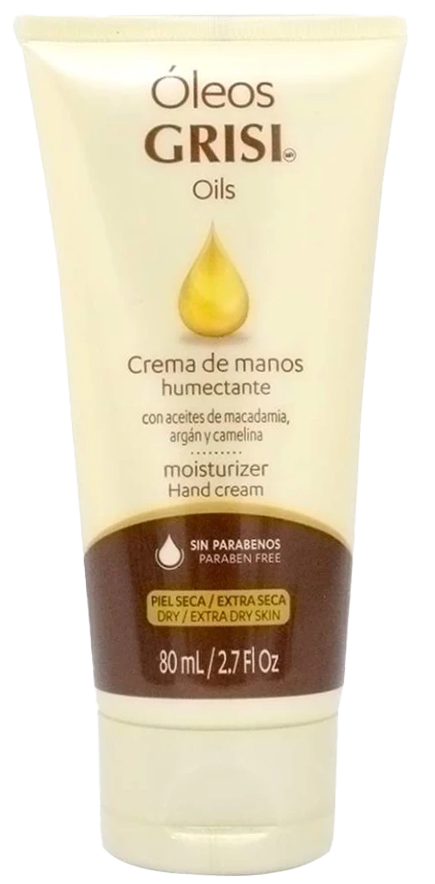 Óleos
GRISI
Oils
Crema de manos
humectante
con aceites de macadamia,
argán y camelina
moisturizer
Hand cream
SIN PARABENOS
PARABEN FREE
PIEL SECA / EXTRA SECA
DRY / EXTRA DRY SKIN
80 mL / 2.7 Fl Oz